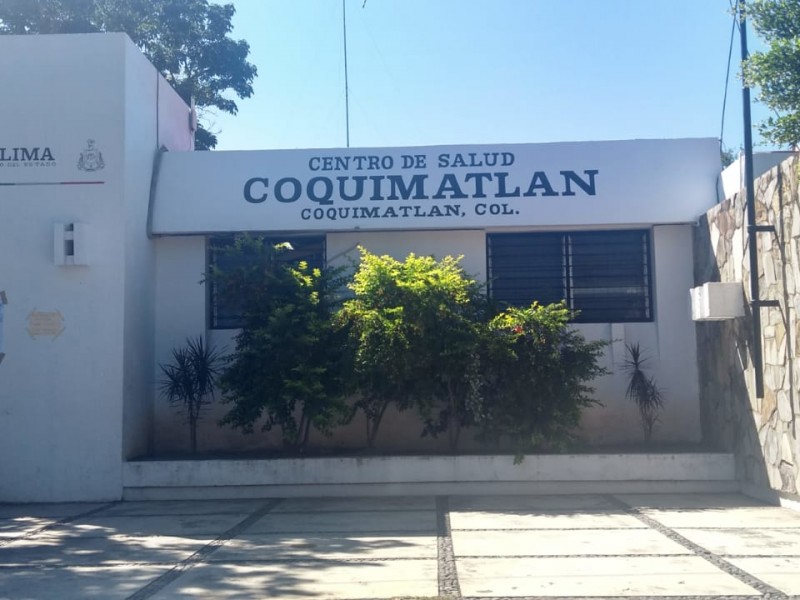 LIMA
CENTRO DE SALUD
COQUIMATLAN
COQUIMATLAN, COL.